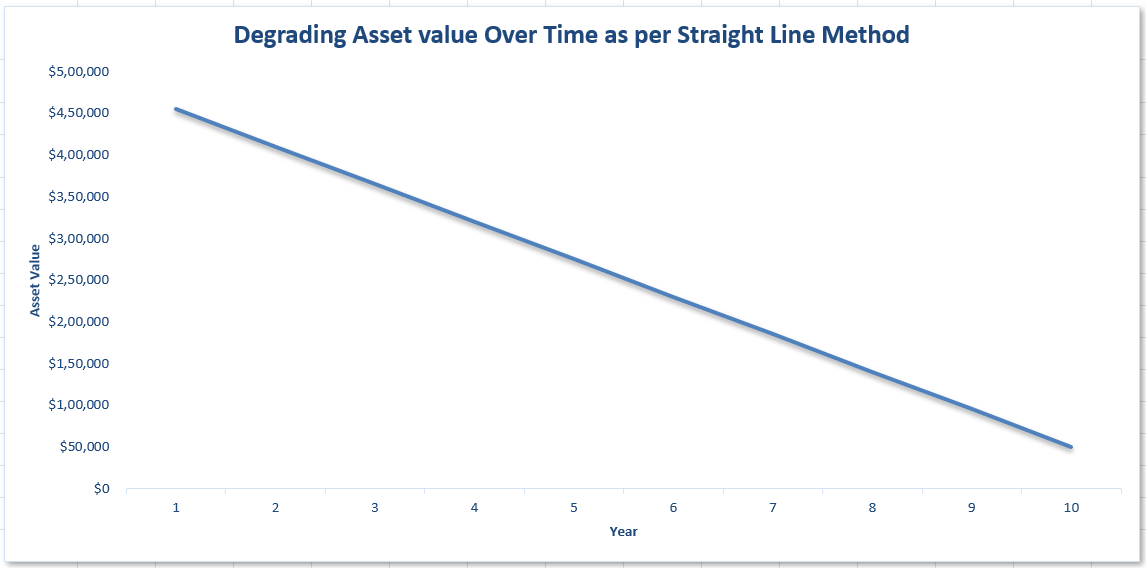 Degrading Asset value Over Time as per Straight Line Method
$5,00,000
$4,50,000
$4,00,000
$3,50,000
$3,00,000
$2,50,000
$2,00,000
$1,50,000
$1,00,000
$50,000
$0
Asset Value
1 2 3 4 5 6 7 8 9 10
Year